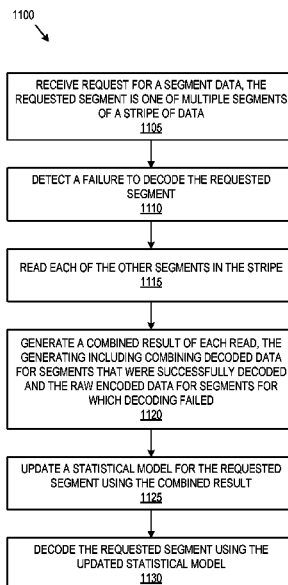 1100
RECEIVE REQUEST FOR A SEGMENT DATA, THE
REQUESTED SEGMENT IS ONE OF MULTIPLE SEGMENTS
OF A STRIPE OF DATA
1105
DETECT A FAILURE TO DECODE THE REQUESTED
SEGMENT
1110
READ EACH OF THE OTHER SEGMENTS IN THE STRIPE
1115
GENERATE A COMBINED RESULT OF EACH READ, THE
GENERATING INCLUDING COMBINING DECODED DATA
FOR SEGMENTS THAT WERE SUCCESSFULLY DECODED
AND THE RAW ENCODED DATA FOR SEGMENTS FOR
WHICH DECODING FAILED
1120
UPDATE A STATISTICAL MODEL FOR THE REQUESTED
SEGMENT USING THE COMBINED RESULT
1125
DECODE THE REQUESTED SEGMENT USING THE
UPDATED STATISTICAL MODEL
1130